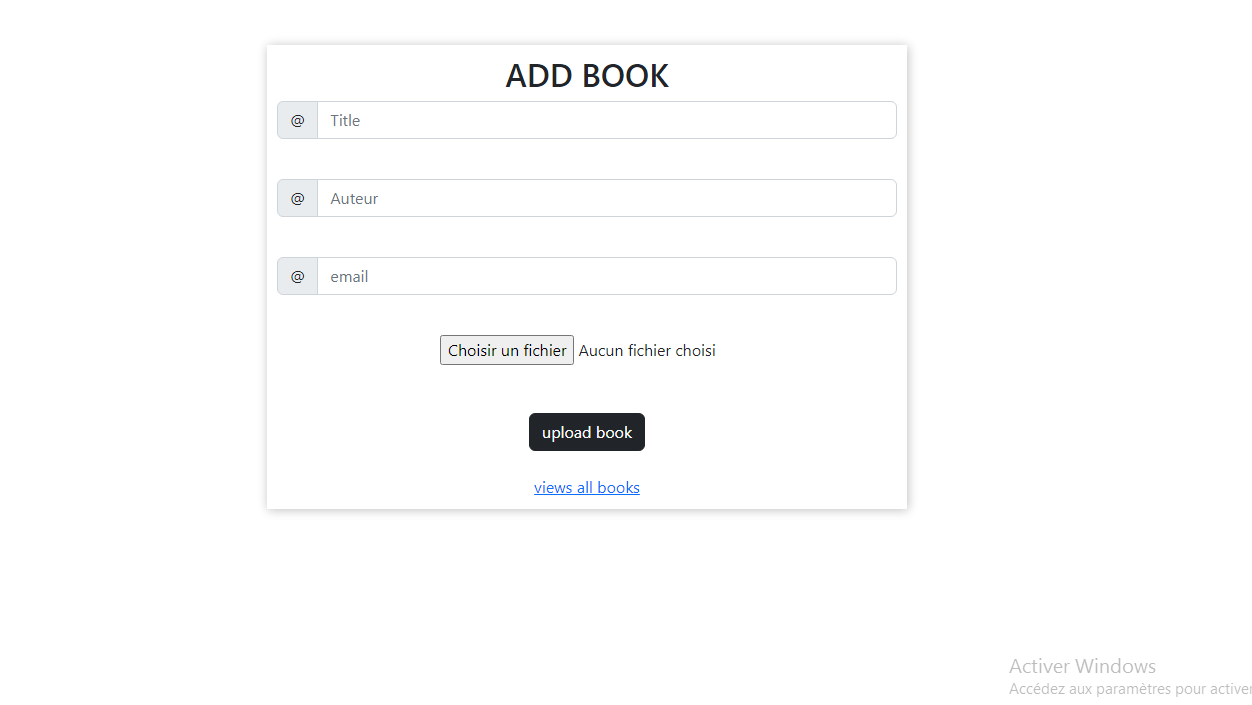 ADD BOOK
@ Title
@ Auteur
@ email
Choisir un fichier Aucun fichier choisi
upload book
views all books
Activer Windows
Accédez aux paramètres pour activer